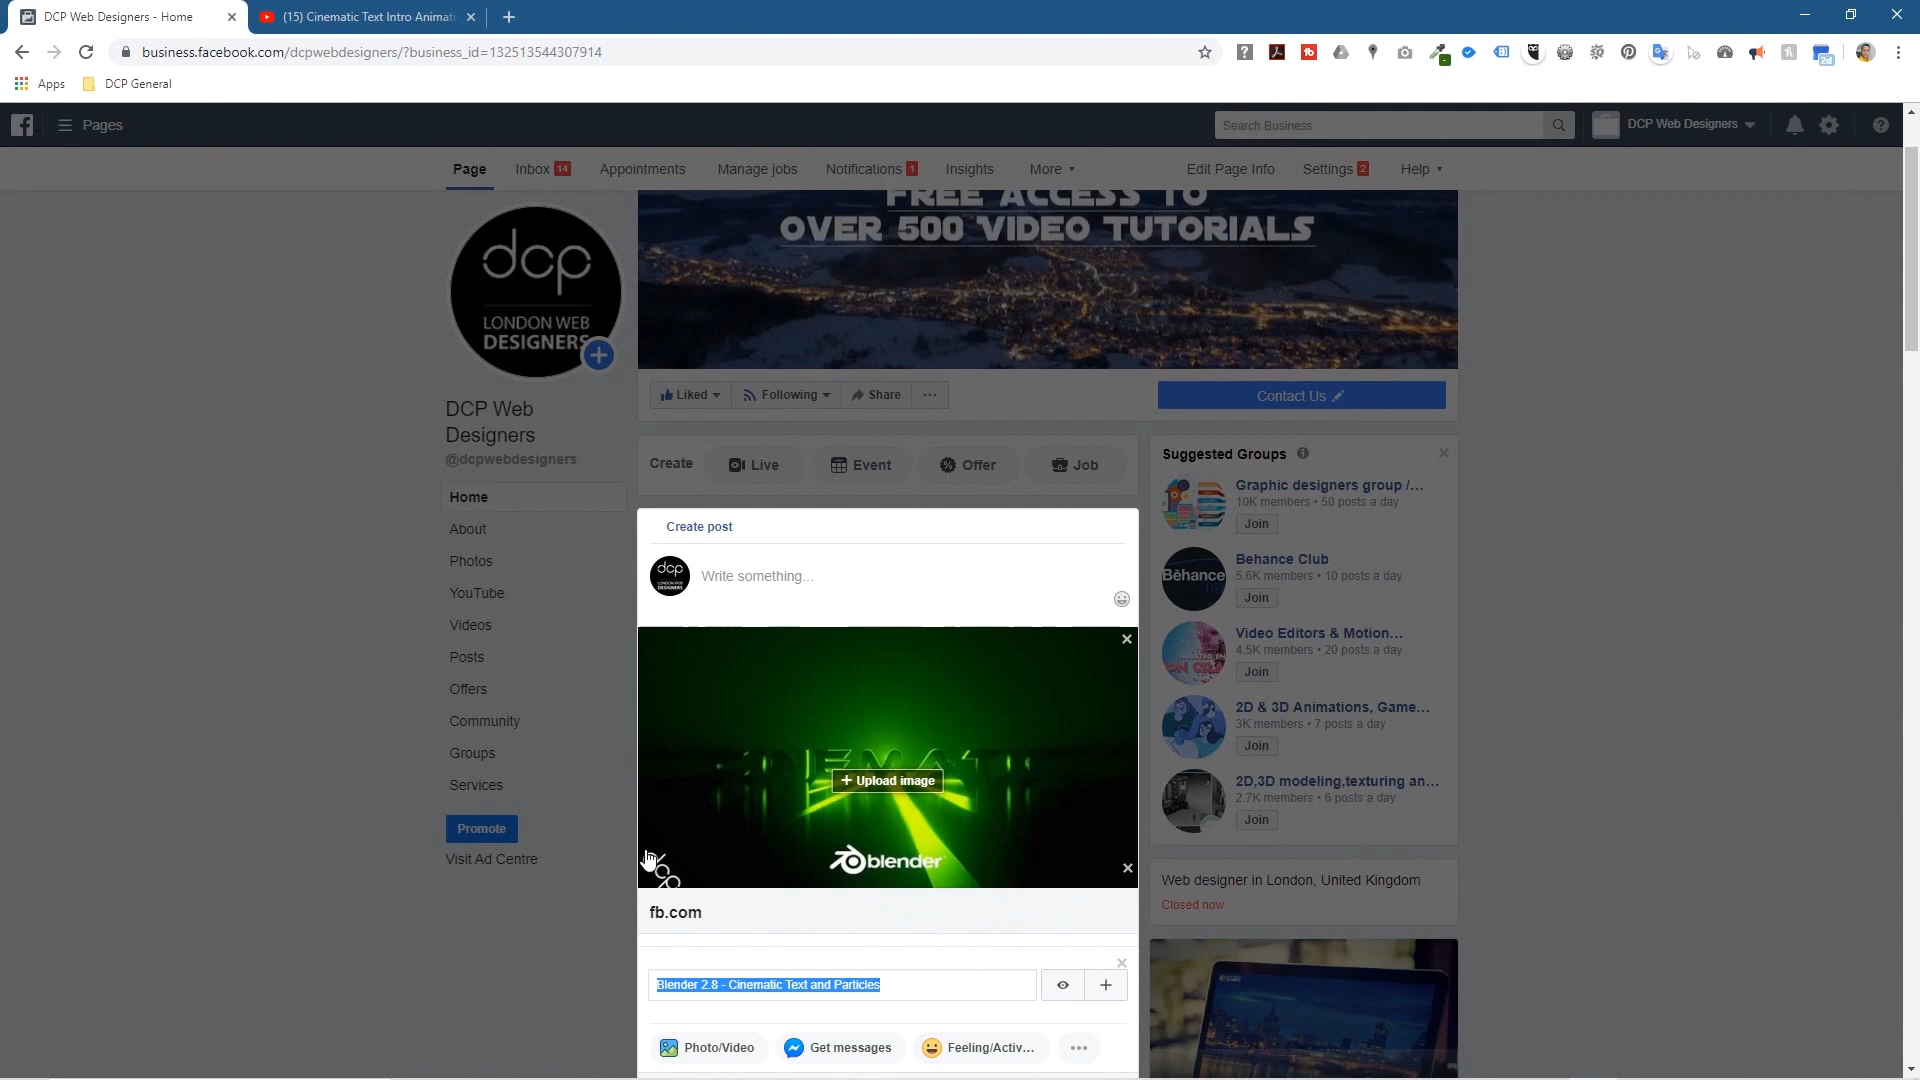 DCP Web Designers - Home
(15) Cinematic Text Intro Animati
business.facebook.com/dcpwebdesigners/?business_id=132513544307914
Apps
DCP General
Pages
Search Business
DCP Web Designers
Page
Inbox 14
Appointments
Manage jobs
Notifications 1
Insights
More
Edit Page Info
Settings 2
Help
FREE ACCESS TO
OVER 500 VIDEO TUTORIALS
dcp
LONDON WEB
DESIGNERS
Liked
Following
Share
Contact Us
DCP Web
Designers
@dcpwebdesigners
Home
About
Photos
YouTube
Videos
Posts
Offers
Community
Groups
Services
Promote
Visit Ad Centre
Create
Live
Event
Offer
Job
Create post
dcp
LONDON WEB
DESIGNERS
Write something...
+ Upload image
blender
fb.com
Blender 2.8 - Cinematic Text and Particles
Photo/Video
Get messages
Feeling/Activ...
Suggested Groups
Graphic designers group /...
10K members • 50 posts a day
Join
Behance Club
5.6K members • 10 posts a day
Join
Bēhance
Video Editors & Motion...
4.5K members • 20 posts a day
Join
2D & 3D Animations, Game...
3K members • 7 posts a day
Join
2D,3D modeling,texturing an...
2.7K members • 6 posts a day
Join
Web designer in London, United Kingdom
Closed now